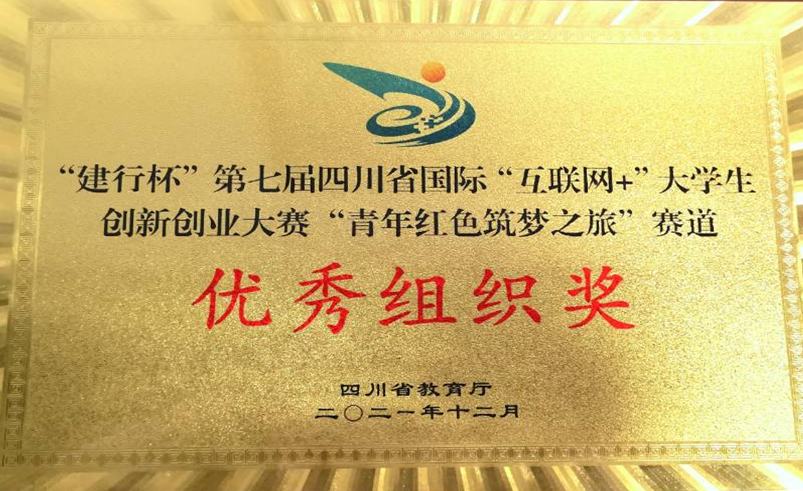 “建行杯”第七届四川省国际“互联网+”大学生
创新创业大赛“青年红色筑梦之旅”赛道
优秀组织奖
四川省教育厅
二〇二一年十二月